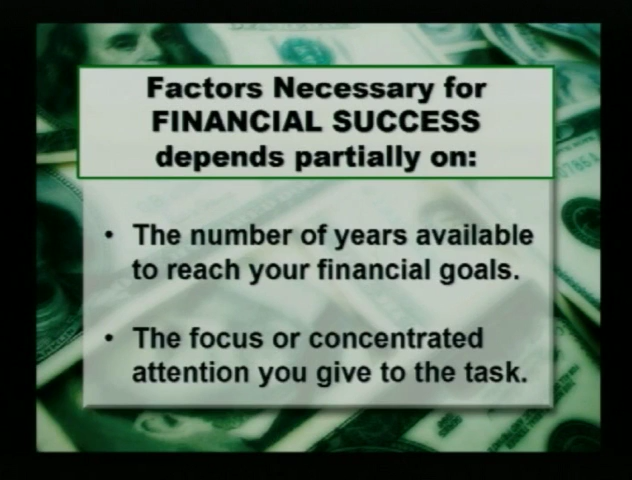 Factors Necessary for
FINANCIAL SUCCESS
depends partially on:
• The number of years available
to reach your financial goals.
• The focus or concentrated
attention you give to the task.